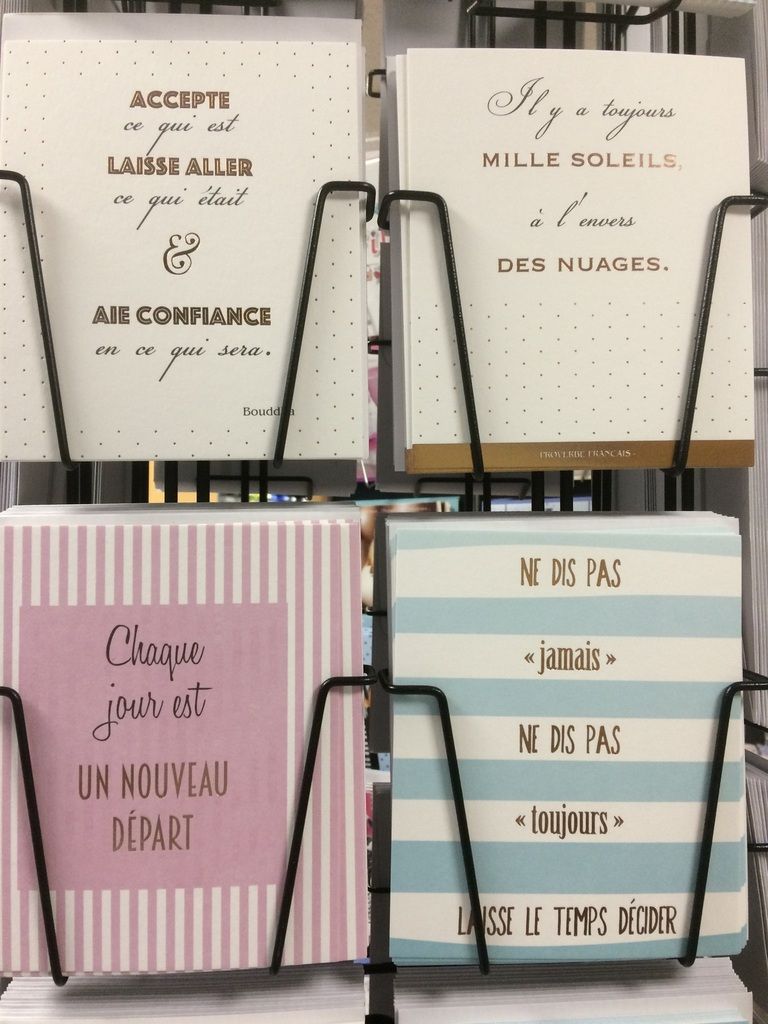 ACCEPTE
ce qui est
LAISSE ALLER
ce qui était
&
AIE CONFIANCE
en ce qui sera.
Bouddha
Il y a toujours
MILLE SOLEILS,
à l'envers
DES NUAGES.
PROVERBE FRANÇAIS -
Chaque
jour est
UN NOUVEAU
DÉPART
NE DIS PAS
« jamais »
NE DIS PAS
« toujours »
LAISSE LE TEMPS DÉCIDER